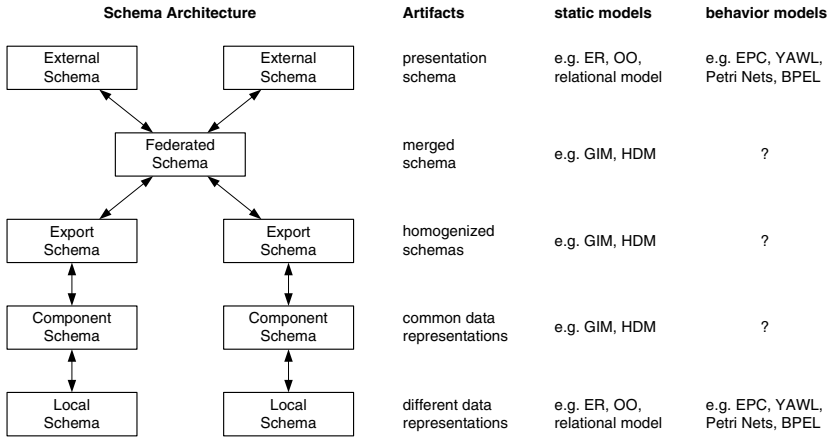 Schema Architecture Artifacts static models behavior models
External Schema External Schema presentation schema e.g. ER, OO, relational model e.g. EPC, YAWL, Petri Nets, BPEL
Federated Schema merged schema e.g. GIM, HDM ?
Export Schema Export Schema homogenized schemas e.g. GIM, HDM ?
Component Schema Component Schema common data representations e.g. GIM, HDM ?
Local Schema Local Schema different data representations e.g. ER, OO, relational model e.g. EPC, YAWL, Petri Nets, BPEL